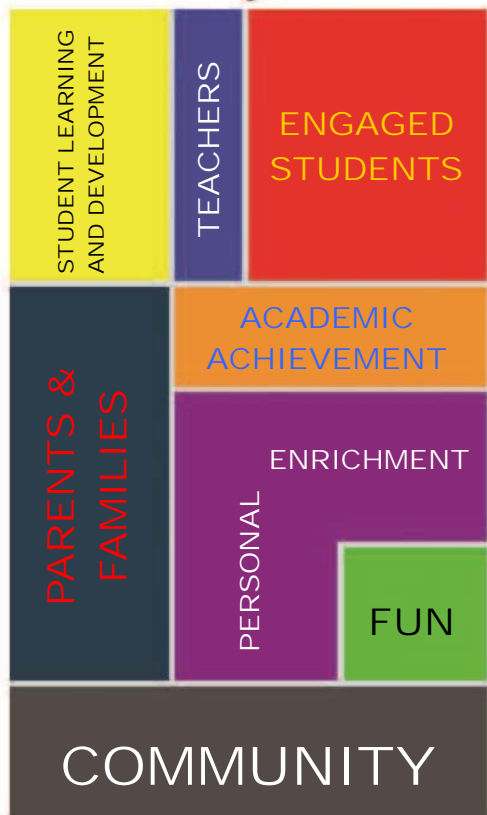 STUDENT LEARNING
AND DEVELOPMENT
TEACHERS
ENGAGED
STUDENTS
PARENTS &
FAMILIES
ACADEMIC
ACHIEVEMENT
PERSONAL
ENRICHMENT
FUN
COMMUNITY